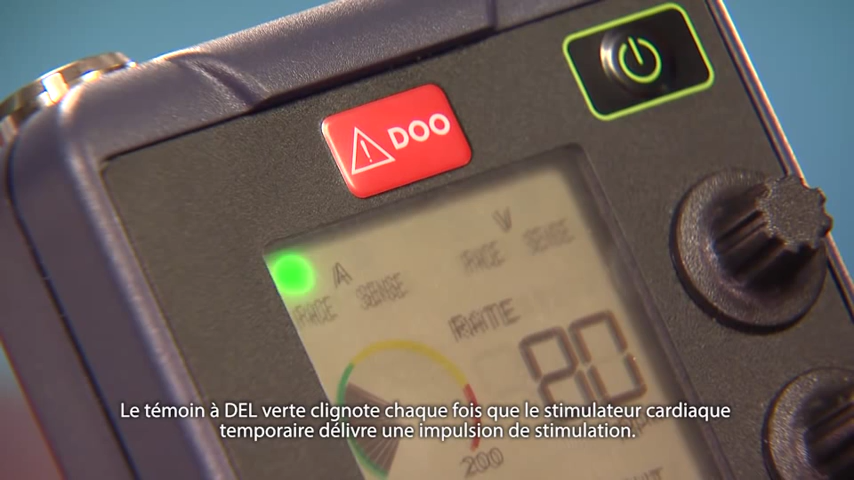 DOO
A
V
PACE SENSE
PACE SENSE
RATE
80
200
Le témoin à DEL verte clignote chaque fois que le stimulateur cardiaque
temporaire délivre une impulsion de stimulation.